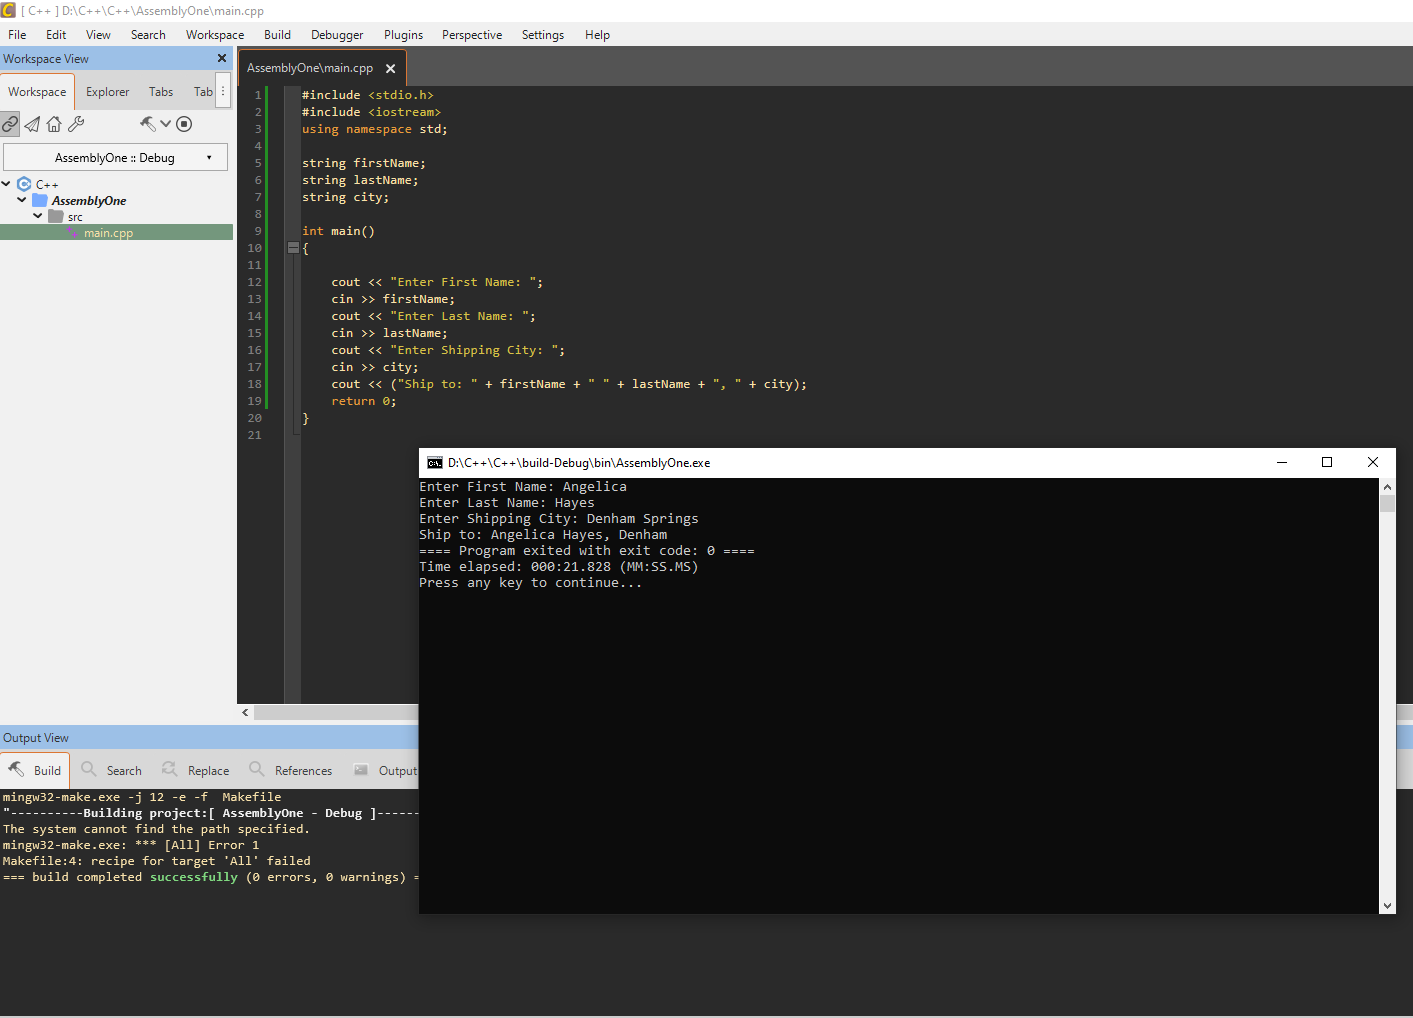 [ C++ ] D:\C++\C++\AssemblyOne\main.cpp
File Edit View Search Workspace Build Debugger Plugins Perspective Settings Help
Workspace View
Workspace Explorer Tabs Tab
AssemblyOne :: Debug
C++
AssemblyOne
src
main.cpp
AssemblyOne\main.cpp
1 #include <stdio.h>
2 #include <iostream>
3 using namespace std;
4
5 string firstName;
6 string lastName;
7 string city;
8
9 int main()
10 {
11
12 cout << "Enter First Name: ";
13 cin >> firstName;
14 cout << "Enter Last Name: ";
15 cin >> lastName;
16 cout << "Enter Shipping City: ";
17 cin >> city;
18 cout << ("Ship to: " + firstName + " " + lastName + ", " + city);
19 return 0;
20 }
21
D:\C++\C++\build-Debug\bin\AssemblyOne.exe
Enter First Name: Angelica
Enter Last Name: Hayes
Enter Shipping City: Denham Springs
Ship to: Angelica Hayes, Denham
==== Program exited with exit code: 0 ====
Time elapsed: 000:21.828 (MM:SS.MS)
Press any key to continue...
Output View
Build Search Replace References Output
mingw32-make.exe -j 12 -e -f  Makefile
"----------Building project:[ AssemblyOne - Debug ]------
The system cannot find the path specified.
mingw32-make.exe: *** [All] Error 1
Makefile:4: recipe for target 'All' failed
=== build completed successfully (0 errors, 0 warnings) =